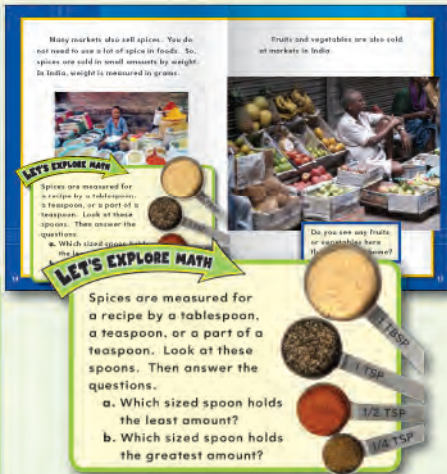 Many markets also sell spices. You do
not need to use a lot of spice in foods. So,
spices are sold in small amounts by weight.
In India, weight is measured in grams.
Fruits and vegetables are also sold
at markets in India.
LET'S EXPLORE MATH
Spices are measured for
a recipe by a tablespoon,
a teaspoon, or a part of a
teaspoon. Look at these
spoons. Then answer the
questions.
a. Which sized spoon holds
the
Do you see any fruits
or vegetables here
home?
LET'S EXPLORE MATH
Spices are measured for
a recipe by a tablespoon,
a teaspoon, or a part of a
teaspoon. Look at these
spoons. Then answer the
questions.
a. Which sized spoon holds
the least amount?
b. Which sized spoon holds
the greatest amount?
1 TBSP
1 TSP
1/2 TSP
1/4 TSP